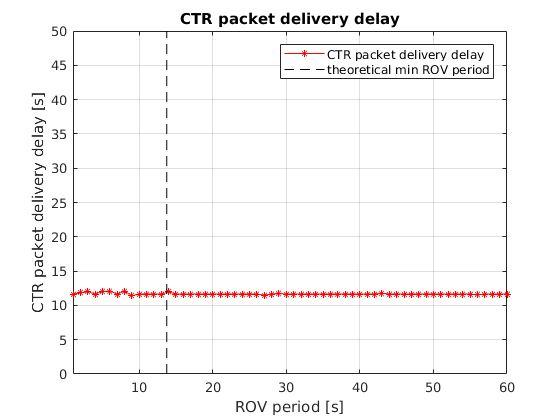 CTR packet delivery delay
CTR packet delivery delay
theoretical min ROV period
CTR packet delivery delay [s]
50
45
40
35
30
25
20
15
10
5
0
10 20 30 40 50 60
ROV period [s]